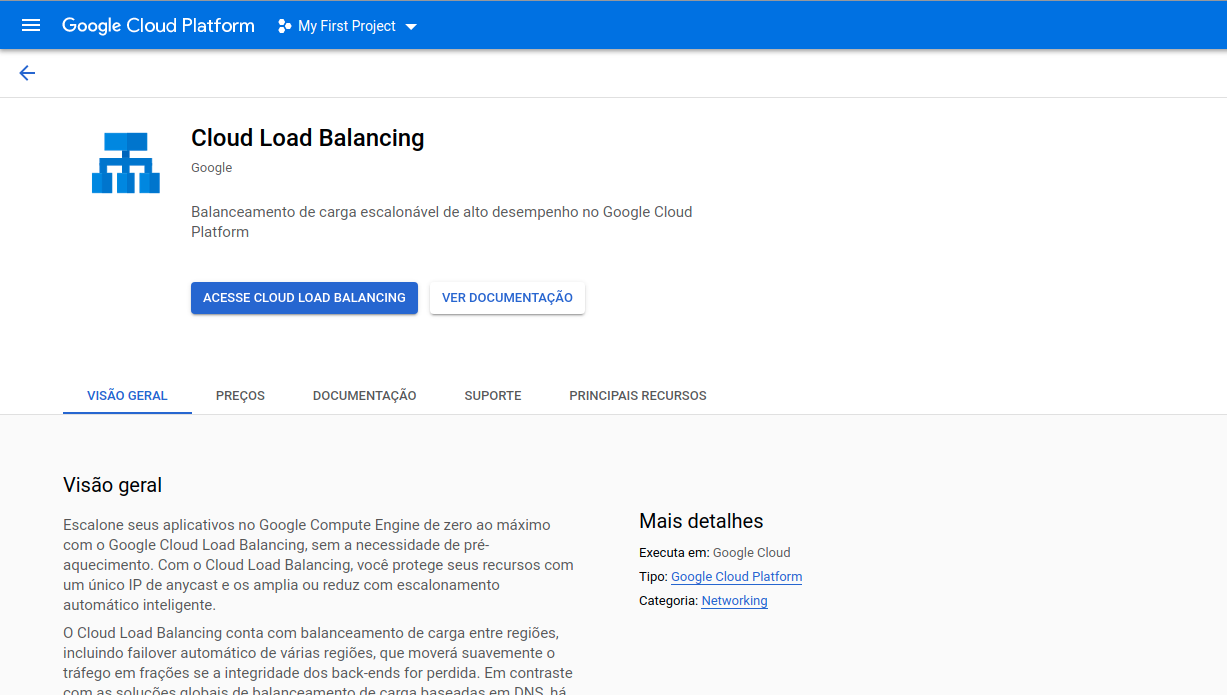 Google Cloud Platform My First Project
Cloud Load Balancing
Google
Balanceamento de carga escalonável de alto desempenho no Google Cloud
Platform
ACESSE CLOUD LOAD BALANCING VER DOCUMENTAÇÃO
VISÃO GERAL PREÇOS DOCUMENTAÇÃO SUPORTE PRINCIPAIS RECURSOS
Visão geral
Escalone seus aplicativos no Google Compute Engine de zero ao máximo
com o Google Cloud Load Balancing, sem a necessidade de pré-
aquecimento. Com o Cloud Load Balancing, você protege seus recursos com
um único IP de anycast e os amplia ou reduz com escalonamento
automático inteligente.
O Cloud Load Balancing conta com balanceamento de carga entre regiões,
incluindo failover automático de várias regiões, que moverá suavemente o
tráfego em frações se a integridade dos back-ends for perdida. Em contraste
com as soluções globais de balanceamento de carga baseadas em DNS, há
Mais detalhes
Executa em: Google Cloud
Tipo: Google Cloud Platform
Categoria: Networking